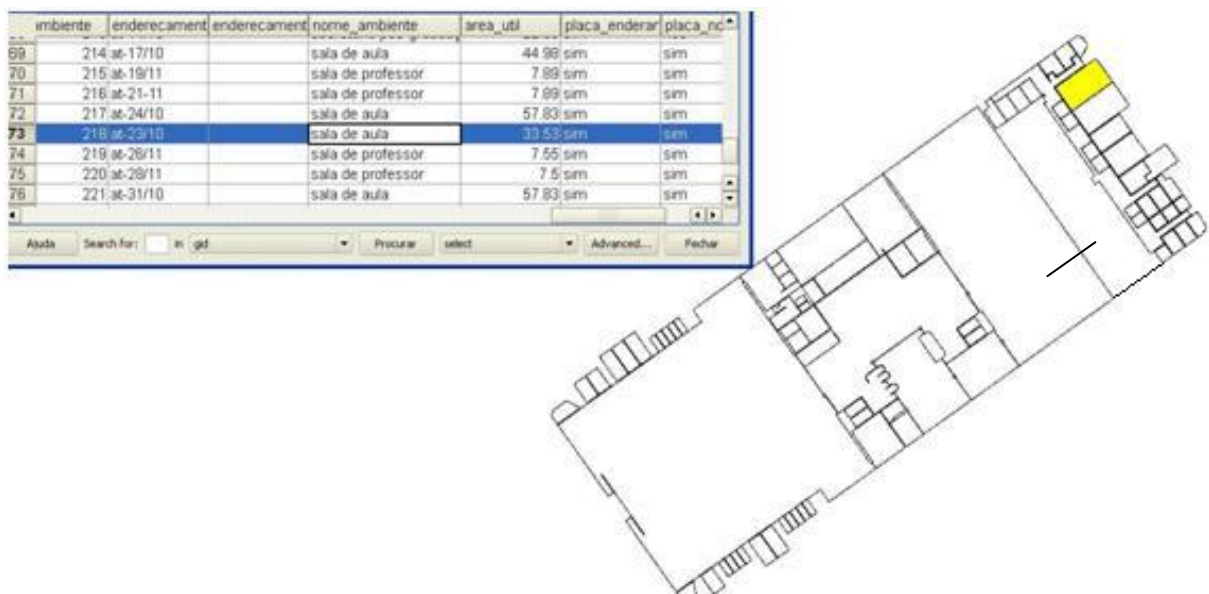 ambiente enderecament enderecament nome_ambiente area_util placa_enderar placa_no
69 214 at-17/10 sala de aula 44.98 sim sim
70 215 at-19/11 sala de professor 7.89 sim sim
71 216 at-21-11 sala de professor 7.89 sim sim
72 217 at-24/10 sala de aula 57.83 sim sim
73 218 at-23/10 sala de aula 33.53 sim sim
74 219 at-26/11 sala de professor 7.55 sim sim
75 220 at-28/11 sala de professor 7.5 sim sim
76 221 at-31/10 sala de aula 57.83 sim sim
Ajuda Search for: in gid Procurar select Advanced... Fechar